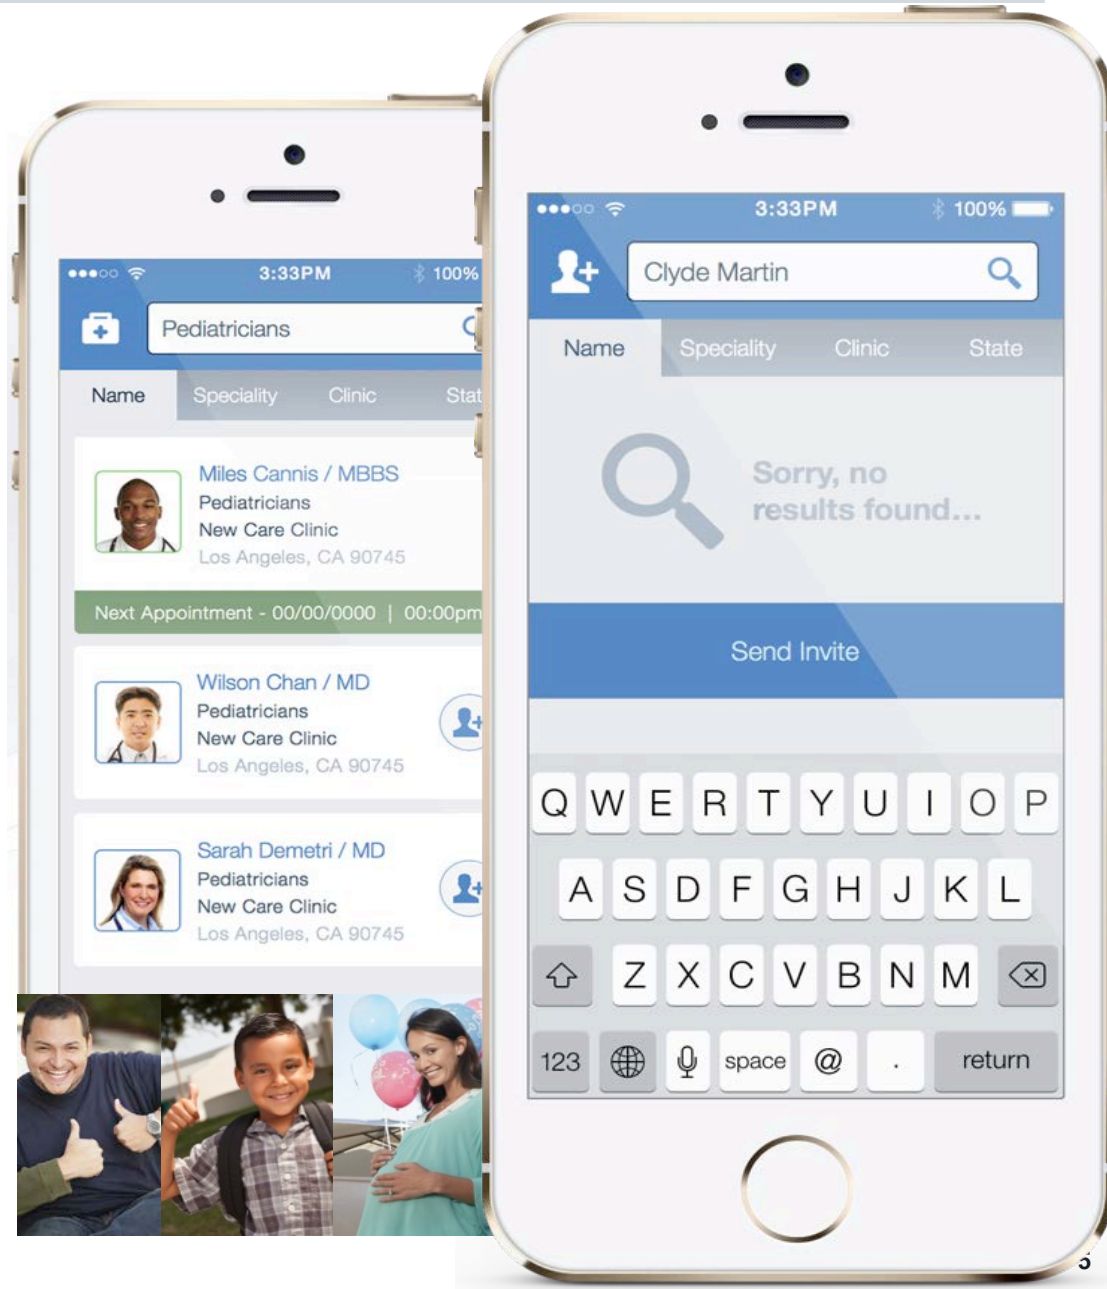 3:33PM
100%
Pediatricians
Name
Speciality
Clinic
Stat
Miles Cannis / MBBS
Pediatricians
New Care Clinic
Los Angeles, CA 90745
Next Appointment - 00/00/0000 | 00:00pm
Wilson Chan / MD
Pediatricians
New Care Clinic
Los Angeles, CA 90745
Sarah Demetri / MD
Pediatricians
New Care Clinic
Los Angeles, CA 90745
3:33PM
100%
Clyde Martin
Name
Speciality
Clinic
State
Sorry, no
results found...
Send Invite
Q W E R T Y U I O P
A S D F G H J K L
Z X C V B N M
123 space @ . return
5